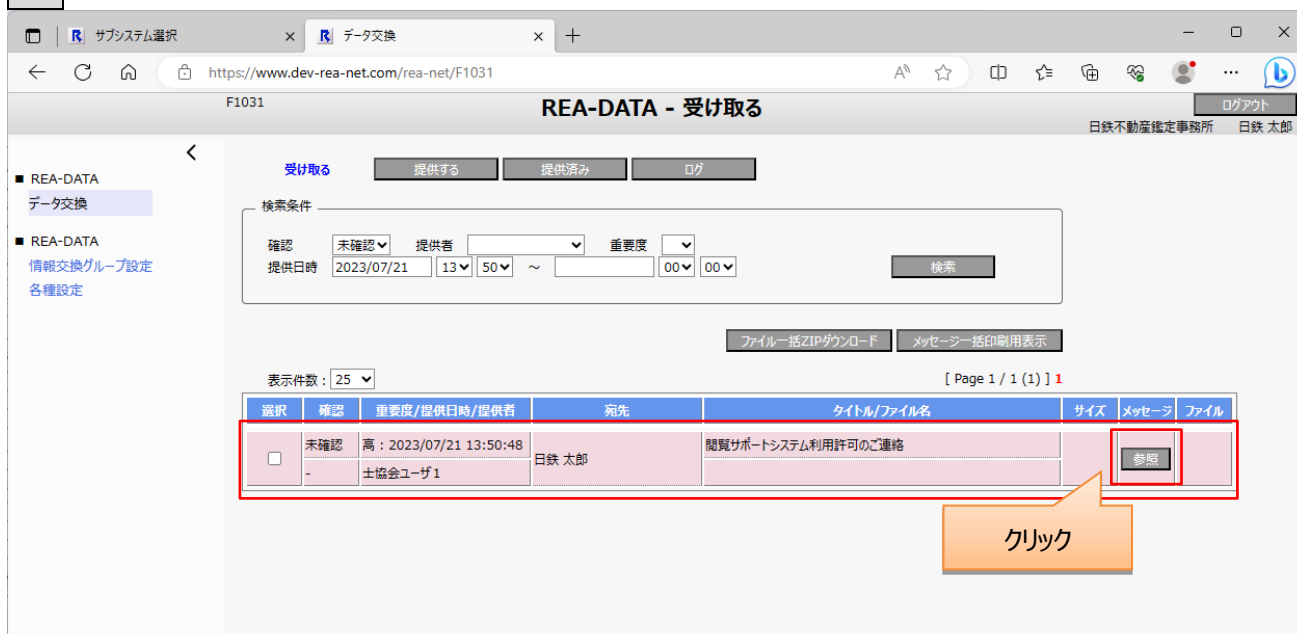 サブシステム選択
データ交換
https://www.dev-rea-net.com/rea-net/F1031
F1031
REA-DATA - 受け取る
ログアウト
日鉄不動産鑑定事務所 日鉄 太郎
■ REA-DATA
データ交換
■ REA-DATA
情報交換グループ設定
各種設定
受け取る 提供する 提供済み ログ
検索条件
確認 未確認 提供者 重要度
提供日時 2023/07/21 13 50 ～ 00 00 検索
ファイル一括ZIPダウンロード メッセージ一括印刷用表示
表示件数：25 [ Page 1 / 1 (1) ] 1
選択 確認 重要度/提供日時/提供者 宛先 タイトル/ファイル名 サイズ メッセージ ファイル
未確認 高：2023/07/21 13:50:48 日鉄 太郎 閲覧サポートシステム利用許可のご連絡 参照
- 士協会ユーザ1
クリック